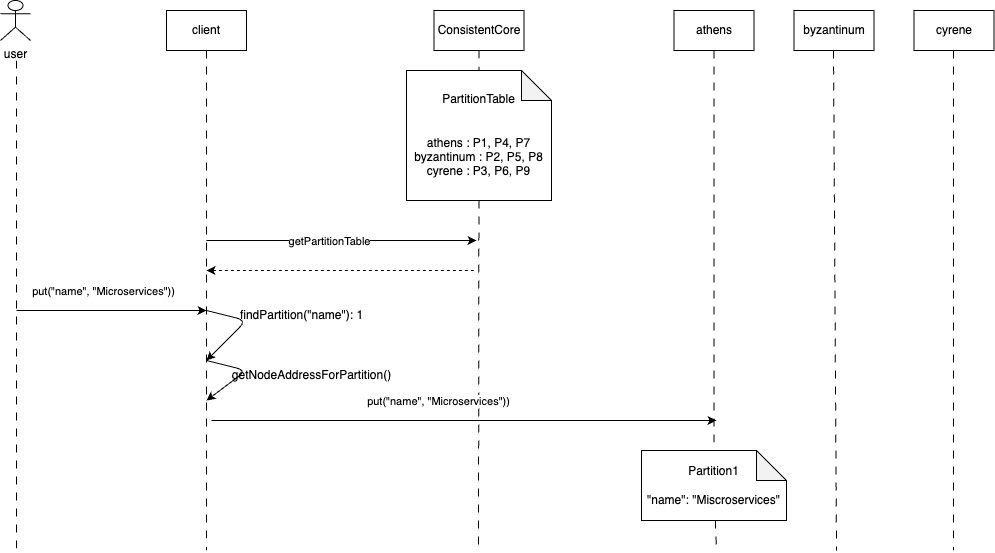 user
client
ConsistentCore
athens
byzantinum
cyrene
PartitionTable
athens : P1, P4, P7
byzantinum : P2, P5, P8
cyrene : P3, P6, P9
getPartitionTable
put("name", "Microservices"))
findPartition("name"): 1
getNodeAddressForPartition()
put("name", "Microservices"))
Partition1
"name": "Miscroservices"